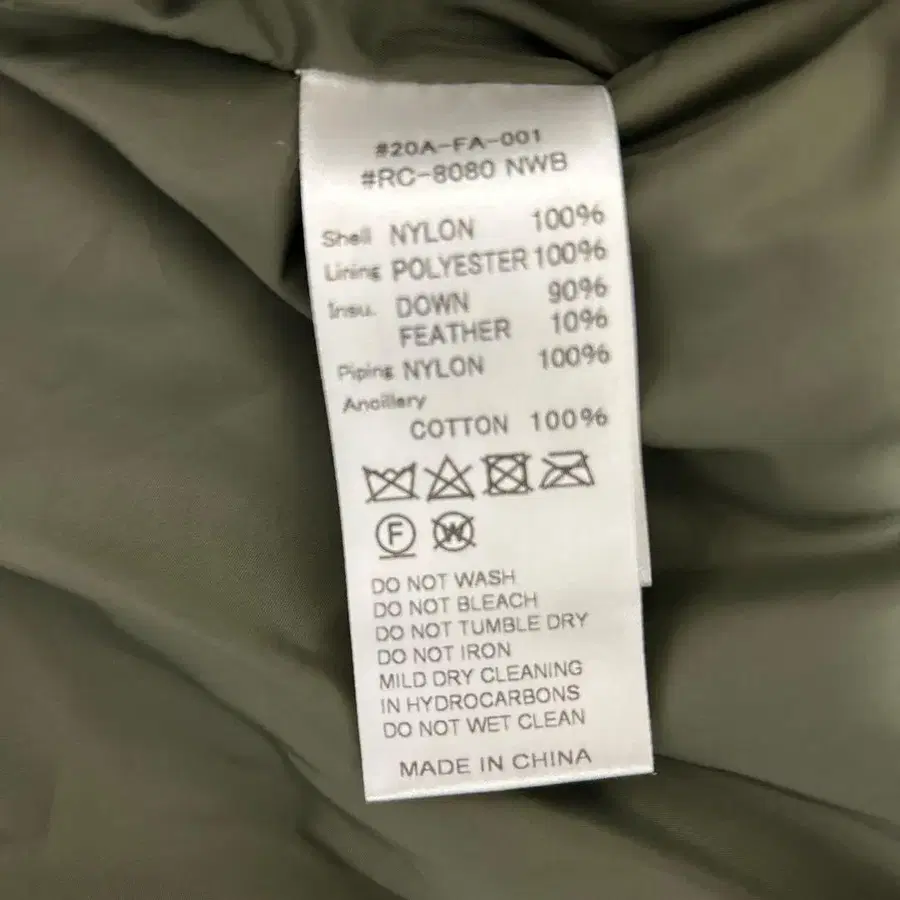 #20A-FA-001
#RC-8080 NWB
Shell NYLON 100%
Lining POLYESTER 100%
Insu. DOWN 90%
FEATHER 10%
Piping NYLON 100%
Ancillery
COTTON 100%
F W
DO NOT WASH
DO NOT BLEACH
DO NOT TUMBLE DRY
DO NOT IRON
MILD DRY CLEANING
IN HYDROCARBONS
DO NOT WET CLEAN
MADE IN CHINA